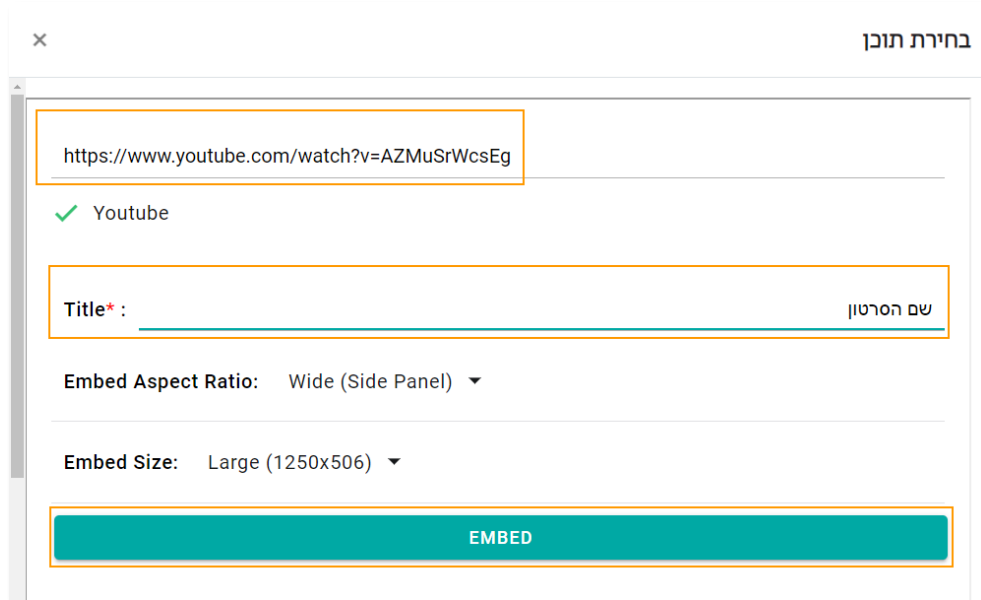 בחירת תוכן
https://www.youtube.com/watch?v=AZMuSrWcsEg
Youtube
Title* : שם הסרטון
Embed Aspect Ratio: Wide (Side Panel)
Embed Size: Large (1250x506)
EMBED